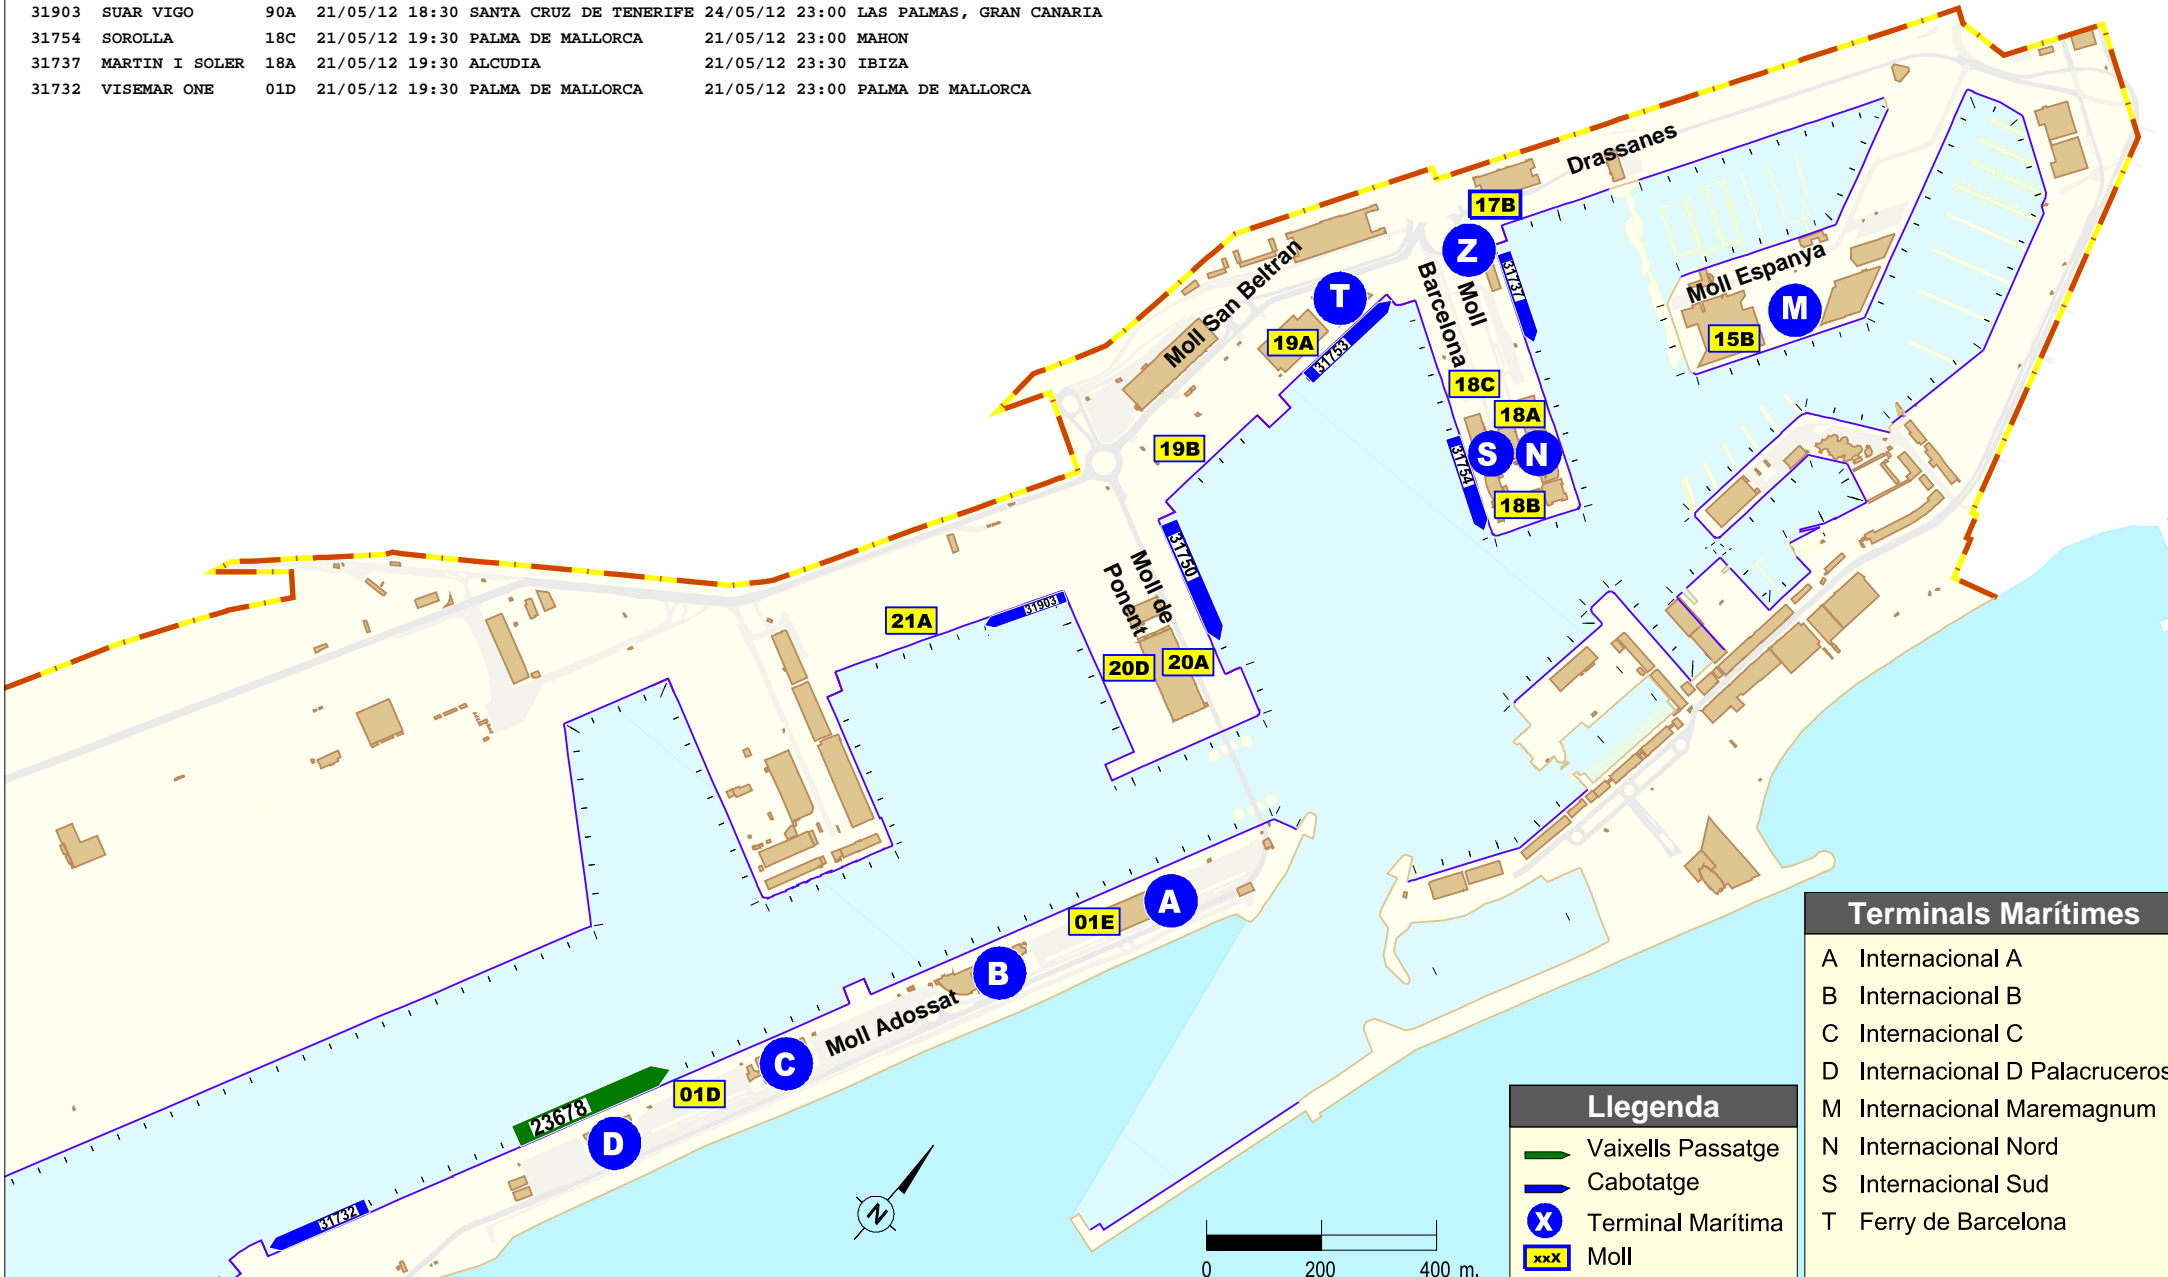 31903 SUAR VIGO 90A 21/05/12 18:30 SANTA CRUZ DE TENERIFE 24/05/12 23:00 LAS PALMAS, GRAN CANARIA
31754 SOROLLA 18C 21/05/12 19:30 PALMA DE MALLORCA 21/05/12 23:00 MAHON
31737 MARTIN I SOLER 18A 21/05/12 19:30 ALCUDIA 21/05/12 23:30 IBIZA
31732 VISEMAR ONE 01D 21/05/12 19:30 PALMA DE MALLORCA 21/05/12 23:00 PALMA DE MALLORCA
Drassanes
17B
Z
31737
Moll San Beltran
T
19A
31753
Moll
Barcelona
Moll Espanya
M
15B
18C
18A
S
N
31754
18B
19B
31750
Moll de
Ponent
21A
31903
20D
20A
A
01E
B
Moll Adossat
C
01D
23678
D
31732
N
0 200 400 m.
Llegenda
Vaixells Passatge
Cabotatge
X Terminal Marítima
xxX Moll
Terminals Marítimes
A Internacional A
B Internacional B
C Internacional C
D Internacional D Palacruceros
M Internacional Maremagnum
N Internacional Nord
S Internacional Sud
T Ferry de Barcelona